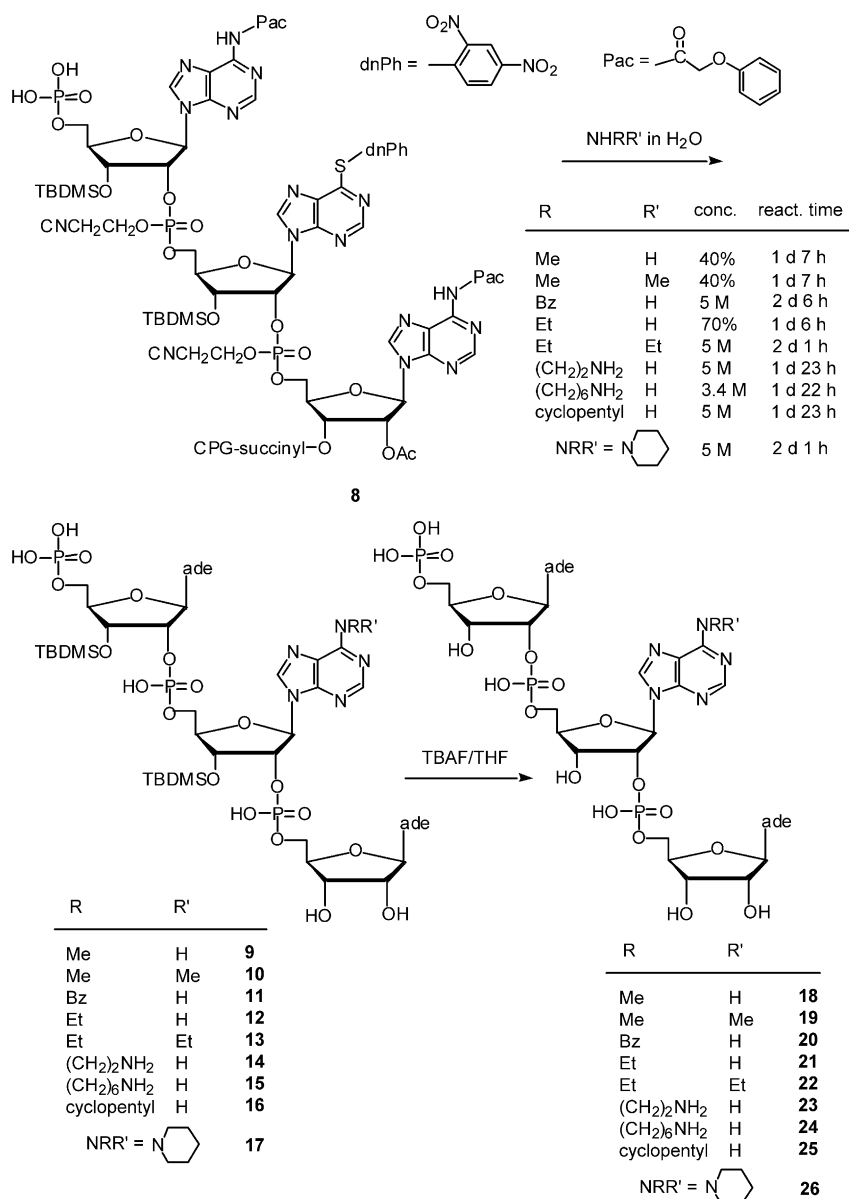 Pac
HN
N N N N
OH
HO–P=O
O
O
TBDMSO
O
CNCH₂CH₂O–P=O
O
dnPh
S
N N N N
O
TBDMSO
O
CNCH₂CH₂O–P=O
O
Pac
HN
N N N N
O
CPG-succinyl–O
OAc
8
dnPh =
O₂N
NO₂
Pac =
O
O
NHRR' in H₂O
R R' conc. react. time
Me H 40% 1 d 7 h
Me Me 40% 1 d 7 h
Bz H 5 M 2 d 6 h
Et H 70% 1 d 6 h
Et Et 5 M 2 d 1 h
(CH₂)₂NH₂ H 5 M 1 d 23 h
(CH₂)₆NH₂ H 3.4 M 1 d 22 h
cyclopentyl H 5 M 1 d 23 h
NRR' = N 5 M 2 d 1 h
OH
HO–P=O
O
ade
O
TBDMSO
O
HO–P=O
O
NRR'
N N N N
O
TBDMSO
O
HO–P=O
O
ade
O
HO OH
R R'
Me H 9
Me Me 10
Bz H 11
Et H 12
Et Et 13
(CH₂)₂NH₂ H 14
(CH₂)₆NH₂ H 15
cyclopentyl H 16
NRR' = N 17
TBAF/THF
OH
HO–P=O
O
ade
O
HO
O
HO–P=O
O
NRR'
N N N N
O
HO
O
HO–P=O
O
ade
O
HO OH
R R'
Me H 18
Me Me 19
Bz H 20
Et H 21
Et Et 22
(CH₂)₂NH₂ H 23
(CH₂)₆NH₂ H 24
cyclopentyl H 25
NRR' = N 26